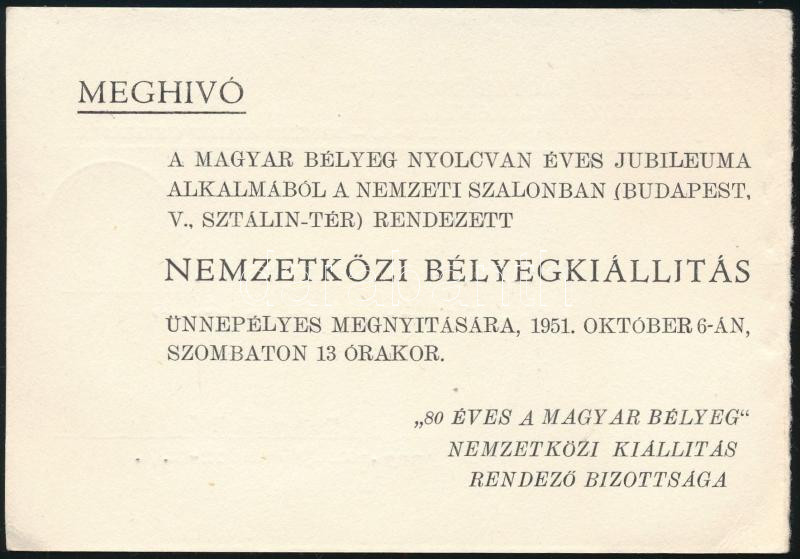 MEGHIVÓ
A MAGYAR BÉLYEG NYOLCVAN ÉVES JUBILEUMA
ALKALMÁBÓL A NEMZETI SZALONBAN (BUDAPEST,
V., SZTÁLIN-TÉR) RENDEZETT
NEMZETKÖZI BÉLYEGKIÁLLITÁS
ÜNNEPÉLYES MEGNYITÁSÁRA, 1951. OKTÓBER 6-ÁN,
SZOMBATON 13 ÓRAKOR.
„80 ÉVES A MAGYAR BÉLYEG“
NEMZETKÖZI KIÁLLITÁS
RENDEZŐ BIZOTTSÁGA